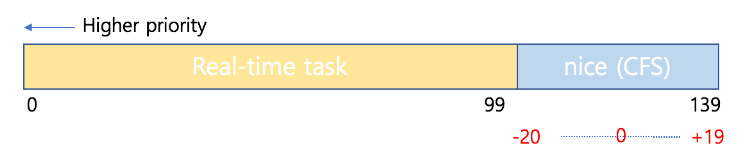 Higher priority
Real-time task nice (CFS)
0 99 139
-20 0 +19